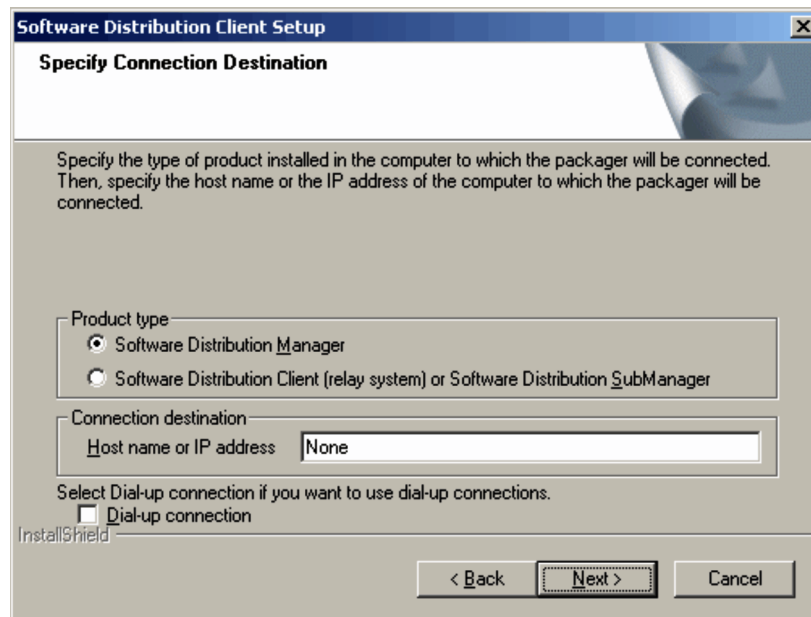 Software Distribution Client Setup
Specify Connection Destination
Specify the type of product installed in the computer to which the packager will be connected.
Then, specify the host name or the IP address of the computer to which the packager will be
connected.
Product type
Software Distribution Manager
Software Distribution Client (relay system) or Software Distribution SubManager
Connection destination
Host name or IP address None
Select Dial-up connection if you want to use dial-up connections.
Dial-up connection
InstallShield
< Back Next > Cancel